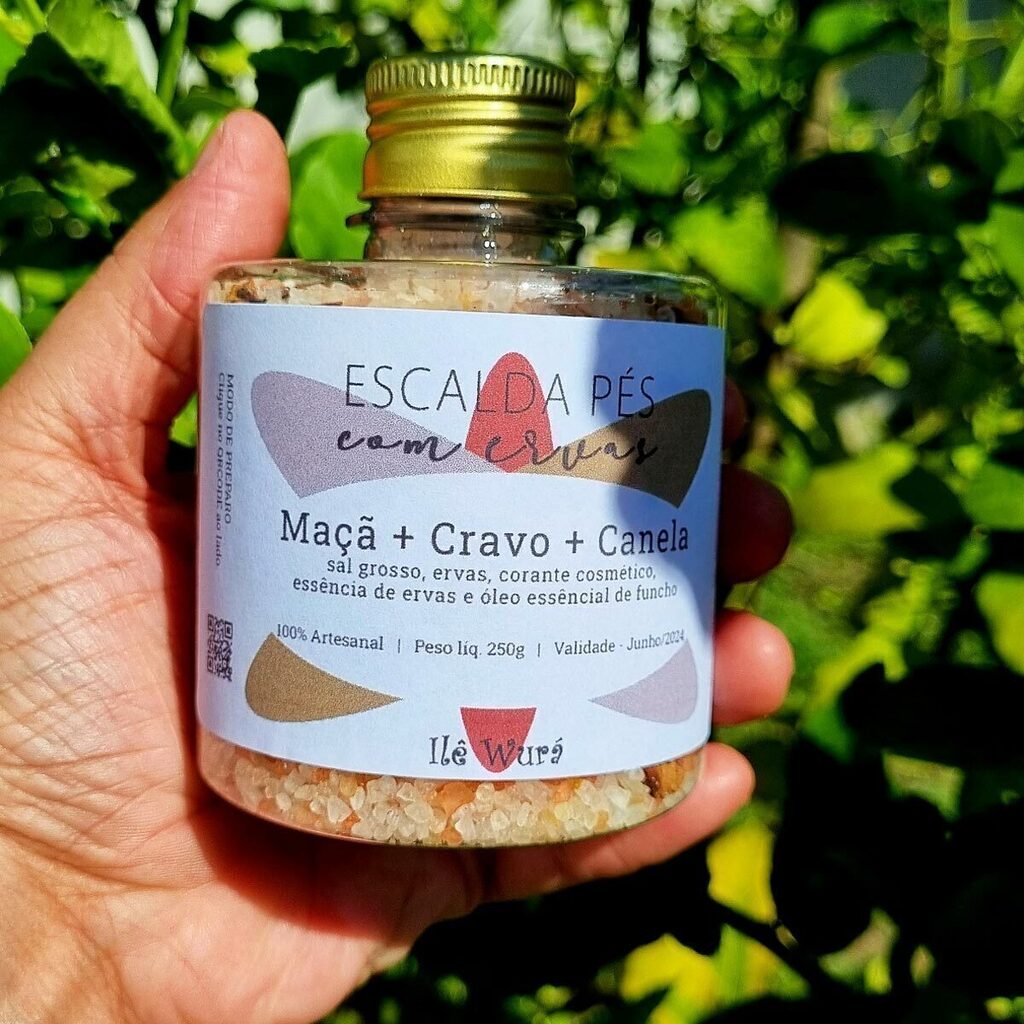 ESCALDA PÉS
com ervas
Maçã + Cravo + Canela
sal grosso, ervas, corante cosmético,
essência de ervas e óleo essêncial de funcho
100% Artesanal | Peso líq. 250g | Validade - Junho/2024
Ilê Wurá
MODO DE PREPARO
Clique no QRCODE ao lado